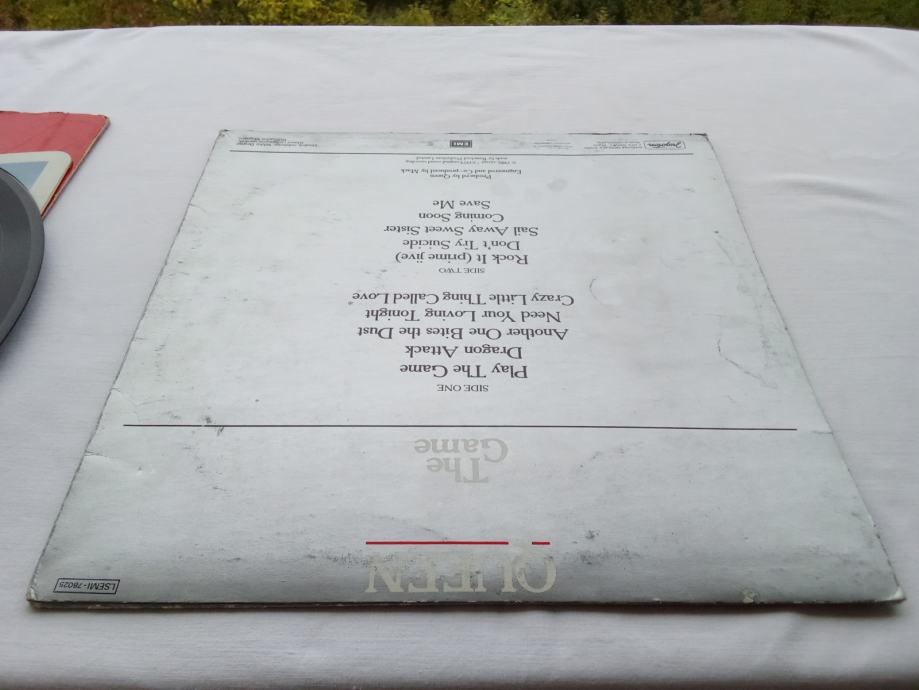 QUEEN
LSEMI-78025
The
Game
SIDE ONE
Play The Game
Dragon Attack
Another One Bites the Dust
Need Your Loving Tonight
Crazy Little Thing Called Love*
SIDE TWO
Rock It (prime jive)
Don't Try Suicide
Sail Away Sweet Sister
Coming Soon
Save Me
Produced by Queen
Engineered and Co-produced by Mack
EMI
Jugoton